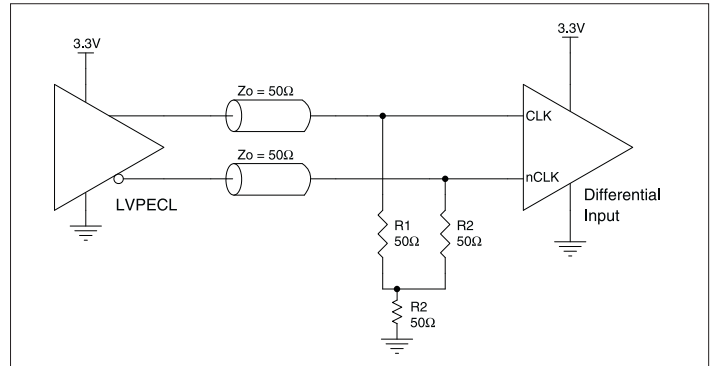 3.3V
3.3V
Zo = 50Ω
CLK
Zo = 50Ω
nCLK
LVPECL
Differential
Input
R1
50Ω
R2
50Ω
R2
50Ω